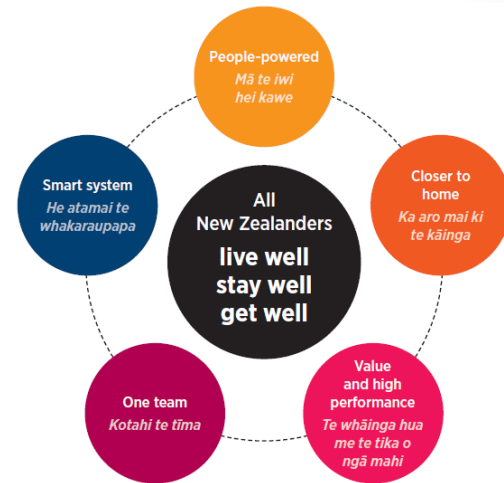 People-powered
Mā te iwi
hei kawe
Closer to
home
Ka aro mai ki
te kāinga
Value
and high
performance
Te whāinga hua
me te tika o
ngā mahi
One team
Kotahi te tīma
Smart system
He atamai te
whakaraupapa
All
New Zealanders
live well
stay well
get well